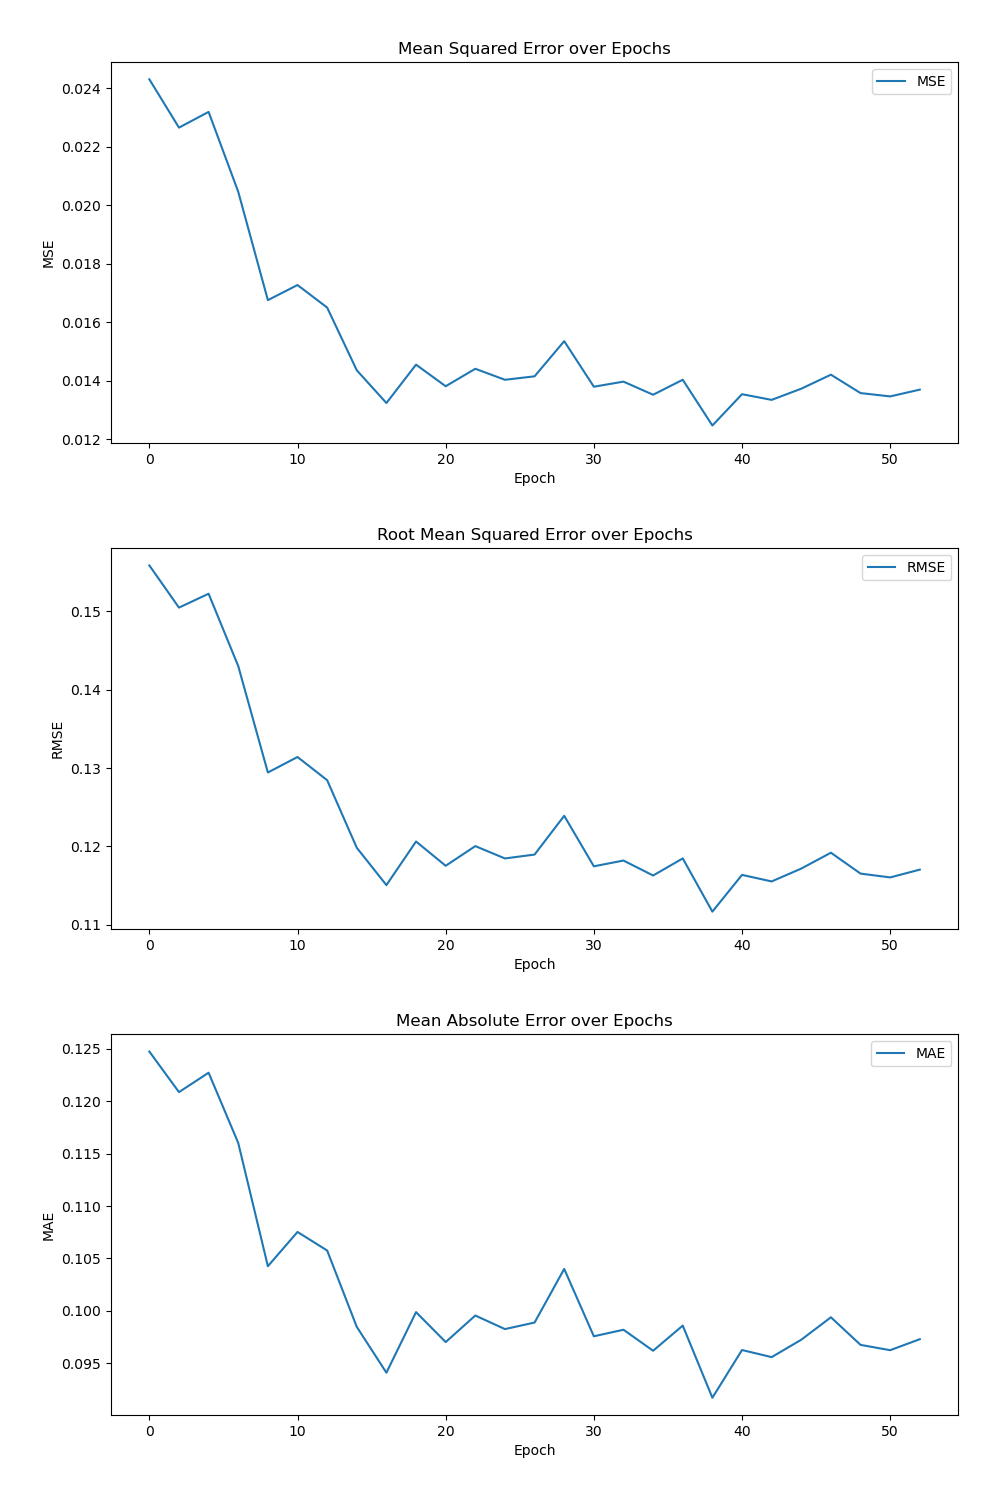 Mean Squared Error over Epochs
MSE
0.024
0.022
0.020
0.018
0.016
0.014
0.012
MSE
0 10 20 30 40 50
Epoch
Root Mean Squared Error over Epochs
RMSE
0.15
0.14
0.13
0.12
0.11
RMSE
0 10 20 30 40 50
Epoch
Mean Absolute Error over Epochs
MAE
0.125
0.120
0.115
0.110
0.105
0.100
0.095
MAE
0 10 20 30 40 50
Epoch